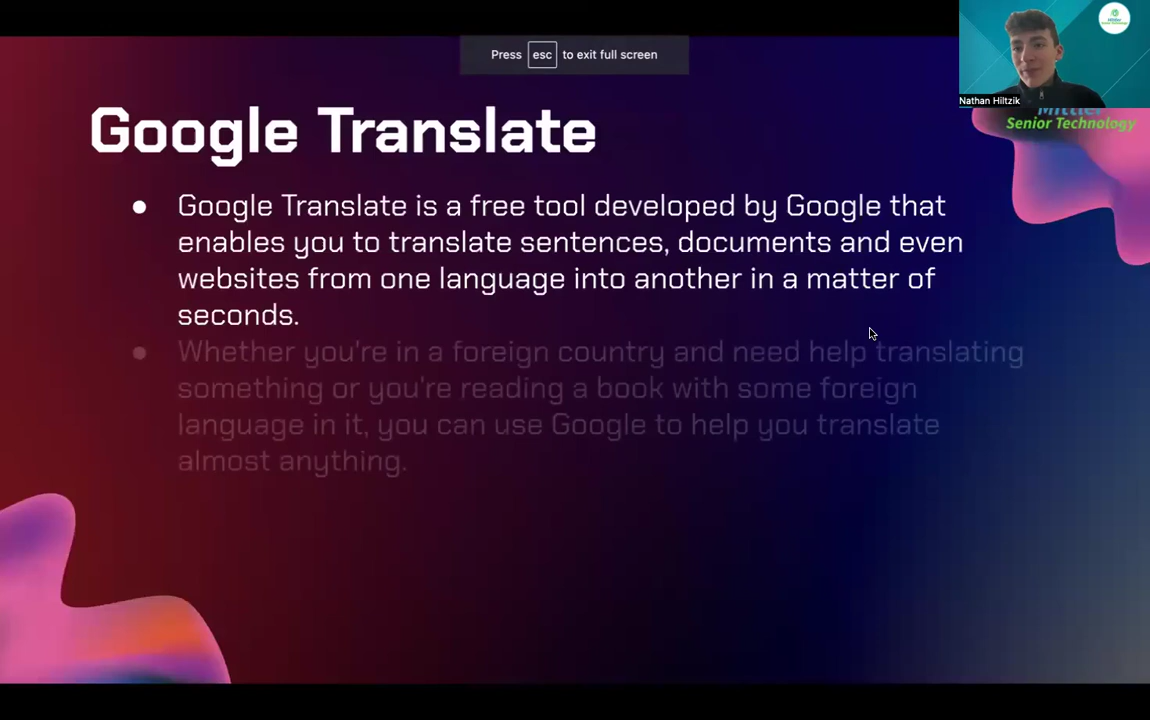 Press esc to exit full screen
Nathan Hiltzik
Senior Technology
Google Translate
● Google Translate is a free tool developed by Google that
enables you to translate sentences, documents and even
websites from one language into another in a matter of
seconds.
● Whether you're in a foreign country and need help translating
something or you're reading a book with some foreign
language in it, you can use Google to help you translate
almost anything.